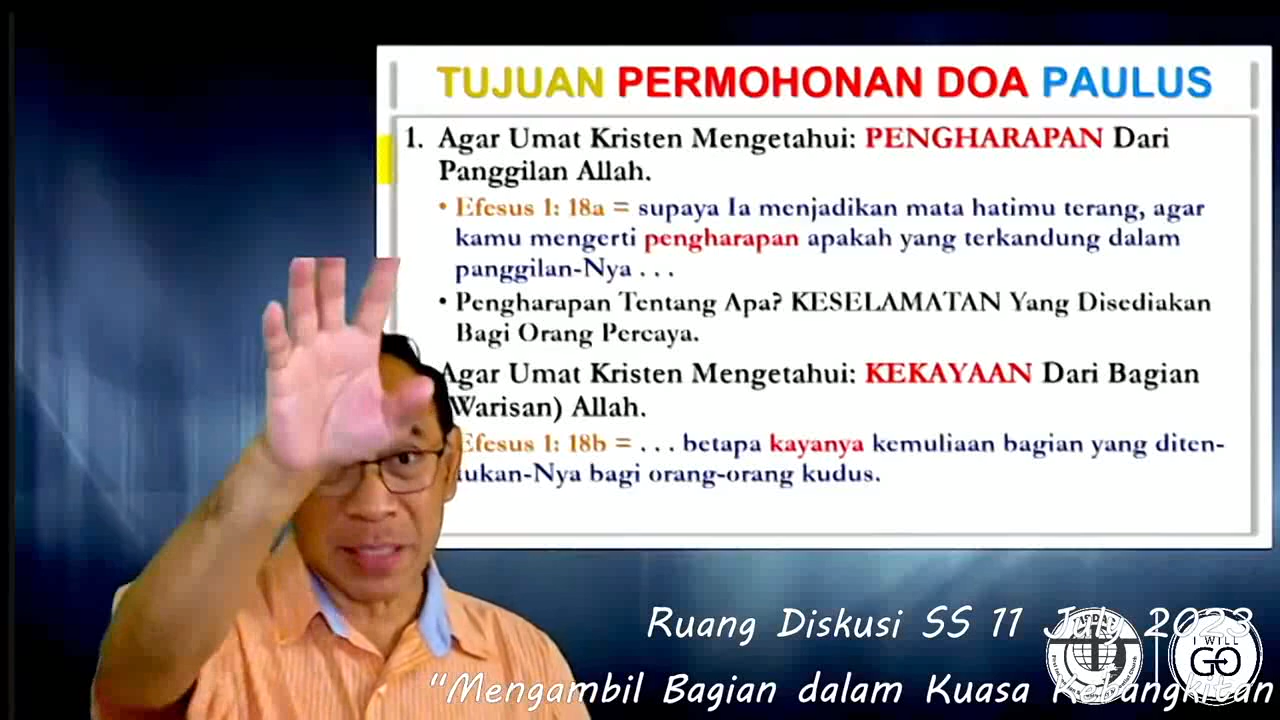 TUJUAN PERMOHONAN DOA PAULUS
1. Agar Umat Kristen Mengetahui: PENGHARAPAN Dari
Panggilan Allah.
• Efesus 1: 18a = supaya Ia menjadikan mata hatimu terang, agar
kamu mengerti pengharapan apakah yang terkandung dalam
panggilan-Nya . . .
• Pengharapan Tentang Apa? KESELAMATAN Yang Disediakan
Bagi Orang Percaya.
Agar Umat Kristen Mengetahui: KEKAYAAN Dari Bagian
Warisan) Allah.
Efesus 1: 18b = . . . betapa kayanya kemuliaan bagian yang diten-
tukan-Nya bagi orang-orang kudus.
Ruang Diskusi SS 11 July 2023
"Mengambil Bagian dalam Kuasa Kebangkitan
I WILL
GO